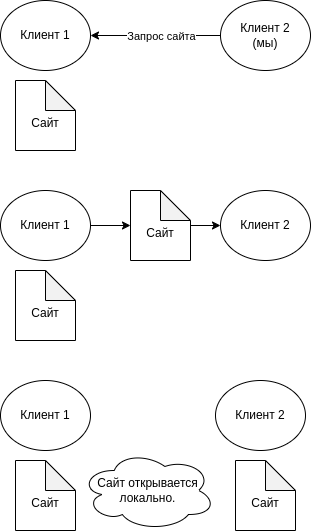 Клиент 1
Запрос сайта
Клиент 2
(мы)
Сайт
Клиент 1
Сайт
Клиент 2
Сайт
Клиент 1
Клиент 2
Сайт
Сайт открывается
локально.
Сайт